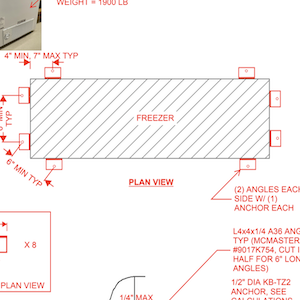 WEIGHT = 1900 LB
4" MIN, 7" MAX TYP
TYP
FREEZER
6" MIN TYP
PLAN VIEW
(2) ANGLES EACH
SIDE W/ (1)
ANCHOR EACH
X 8
L4x4x1/4 A36 ANG
TYP (MCMASTER
#9017K754, CUT I
HALF FOR 6" LON
ANGLES)
PLAN VIEW
1/2" DIA KB-TZ2
ANCHOR, SEE
1/4" MAX